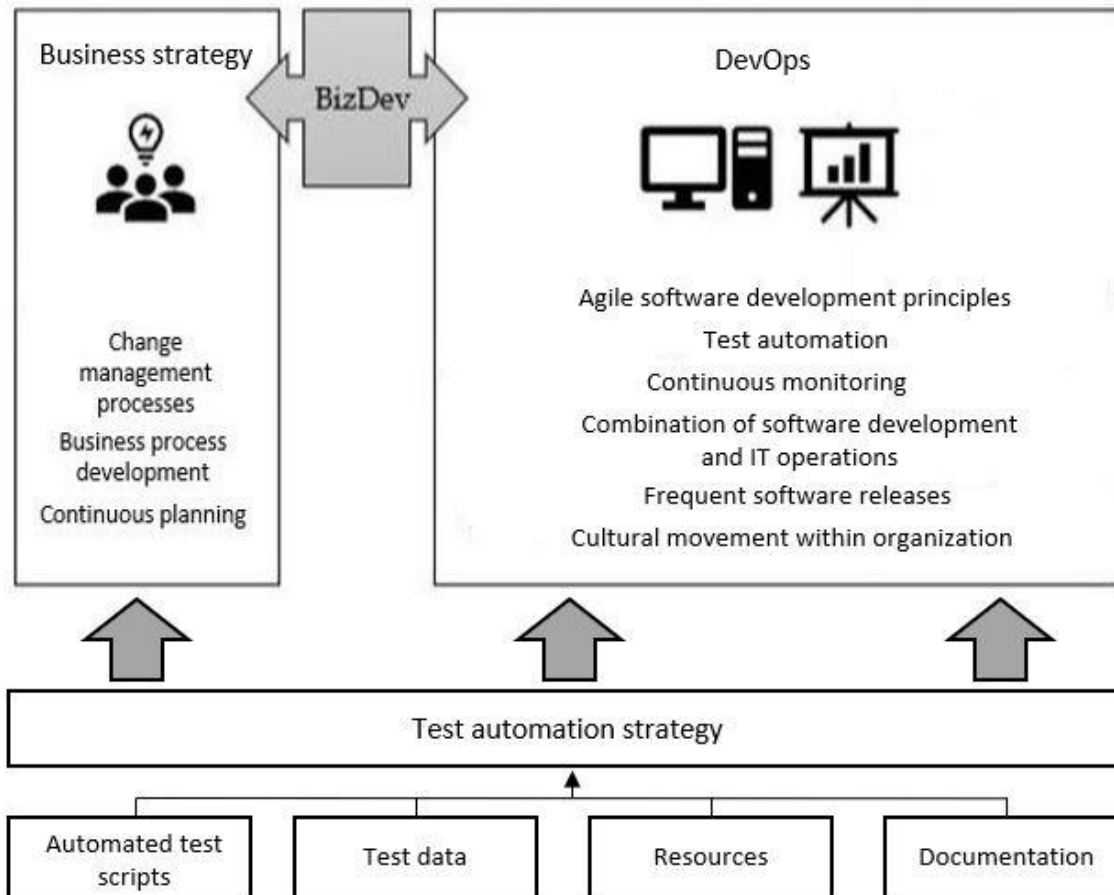 Business strategy
BizDev
DevOps
Change
management
processes
Business process
development
Continuous planning
Agile software development principles
Test automation
Continuous monitoring
Combination of software development
and IT operations
Frequent software releases
Cultural movement within organization
Test automation strategy
Automated test
scripts
Test data
Resources
Documentation